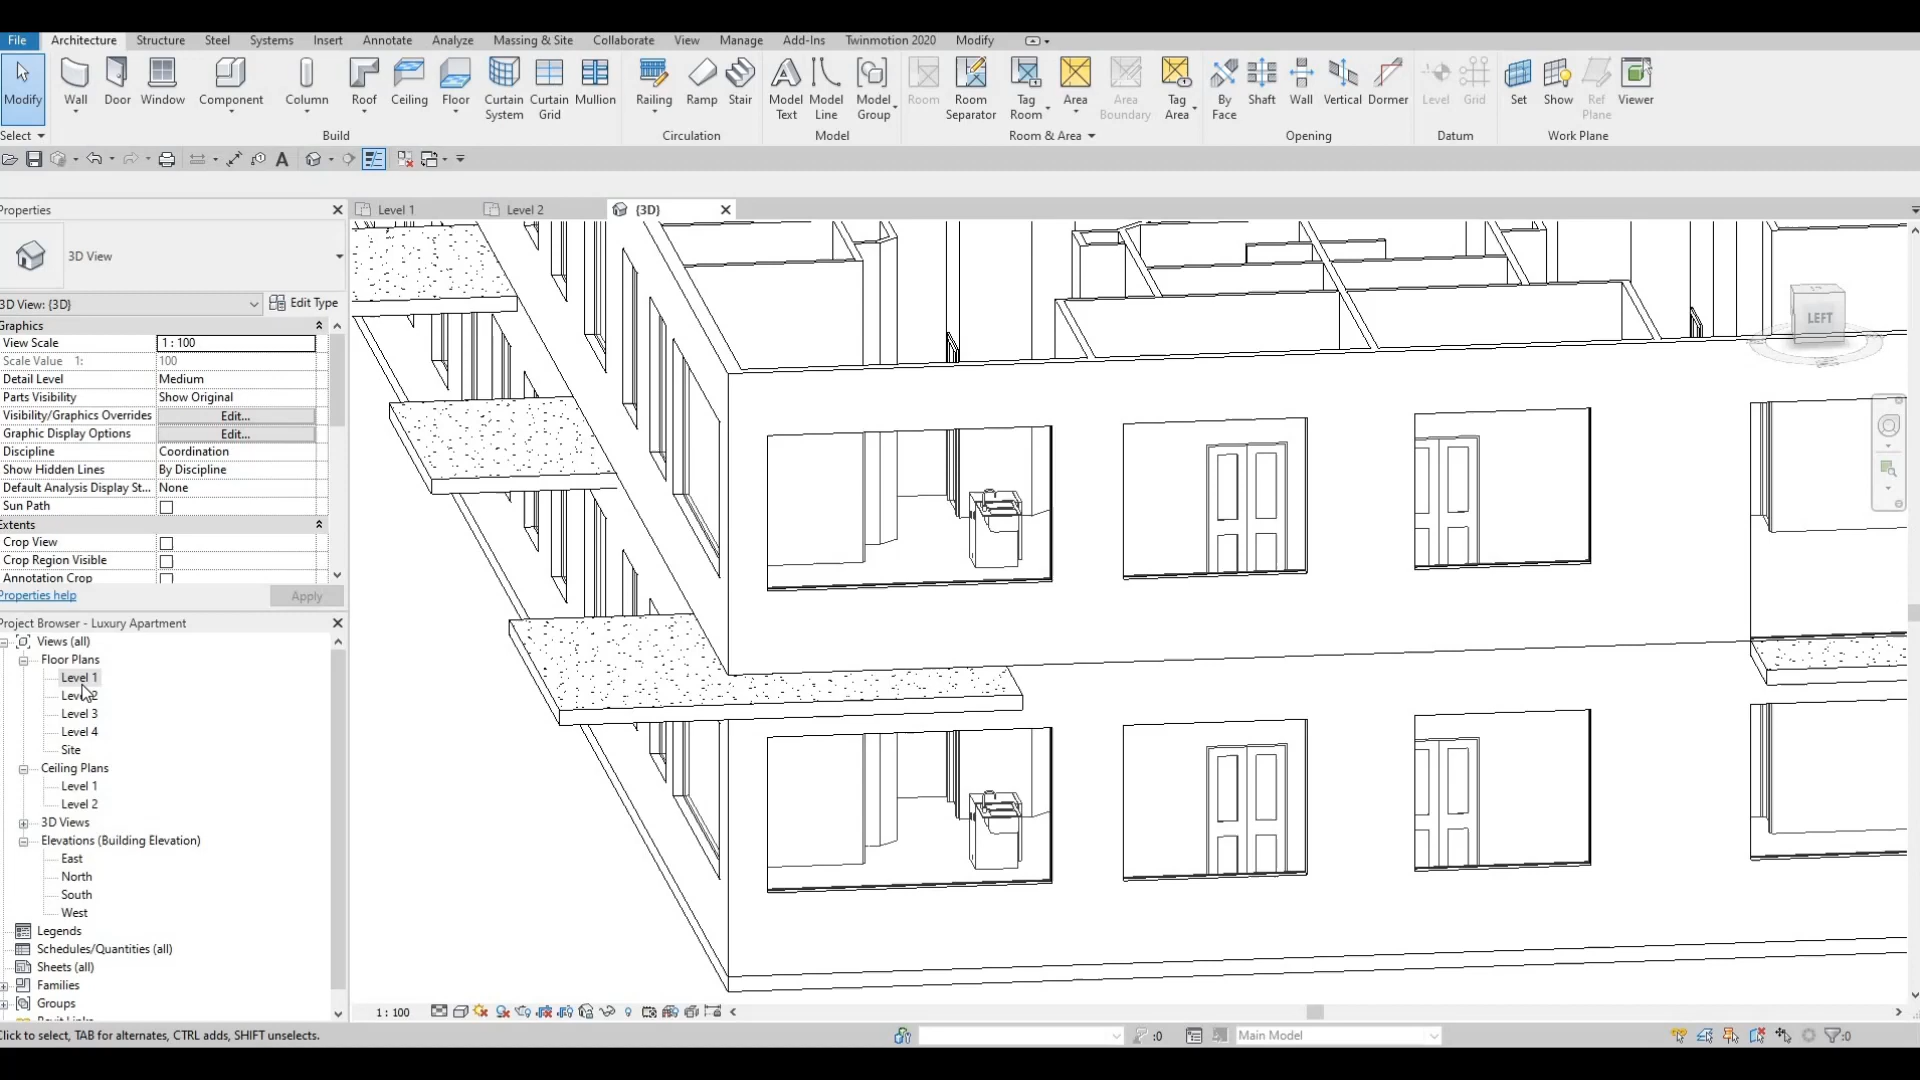 File Architecture Structure Steel Systems Insert Annotate Analyze Massing & Site Collaborate View Manage Add-Ins Twinmotion 2020 Modify
Modify Wall Door Window Component Column Roof Ceiling Floor Curtain System Curtain Grid Mullion Railing Ramp Stair Model Text Model Line Model Group Room Room Separator Tag Room Area Area Boundary Tag Area By Face Shaft Wall Vertical Dormer Level Grid Set Show Ref Plane Viewer
Select Build Circulation Model Room & Area Opening Datum Work Plane
Properties
Level 1 Level 2 {3D}
3D View
LEFT
3D View: {3D} Edit Type
Graphics
View Scale 1 : 100
Scale Value 1: 100
Detail Level Medium
Parts Visibility Show Original
Visibility/Graphics Overrides Edit...
Graphic Display Options Edit...
Discipline Coordination
Show Hidden Lines By Discipline
Default Analysis Display St... None
Sun Path
Extents
Crop View
Crop Region Visible
Annotation Crop
Properties help Apply
Project Browser - Luxury Apartment
Views (all)
Floor Plans
Level 1
Level 2
Level 3
Level 4
Site
Ceiling Plans
Level 1
Level 2
3D Views
Elevations (Building Elevation)
East
North
South
West
Legends
Schedules/Quantities (all)
Sheets (all)
Families
Groups
1 : 100
Click to select, TAB for alternates, CTRL adds, SHIFT unselects. :0 Main Model :0